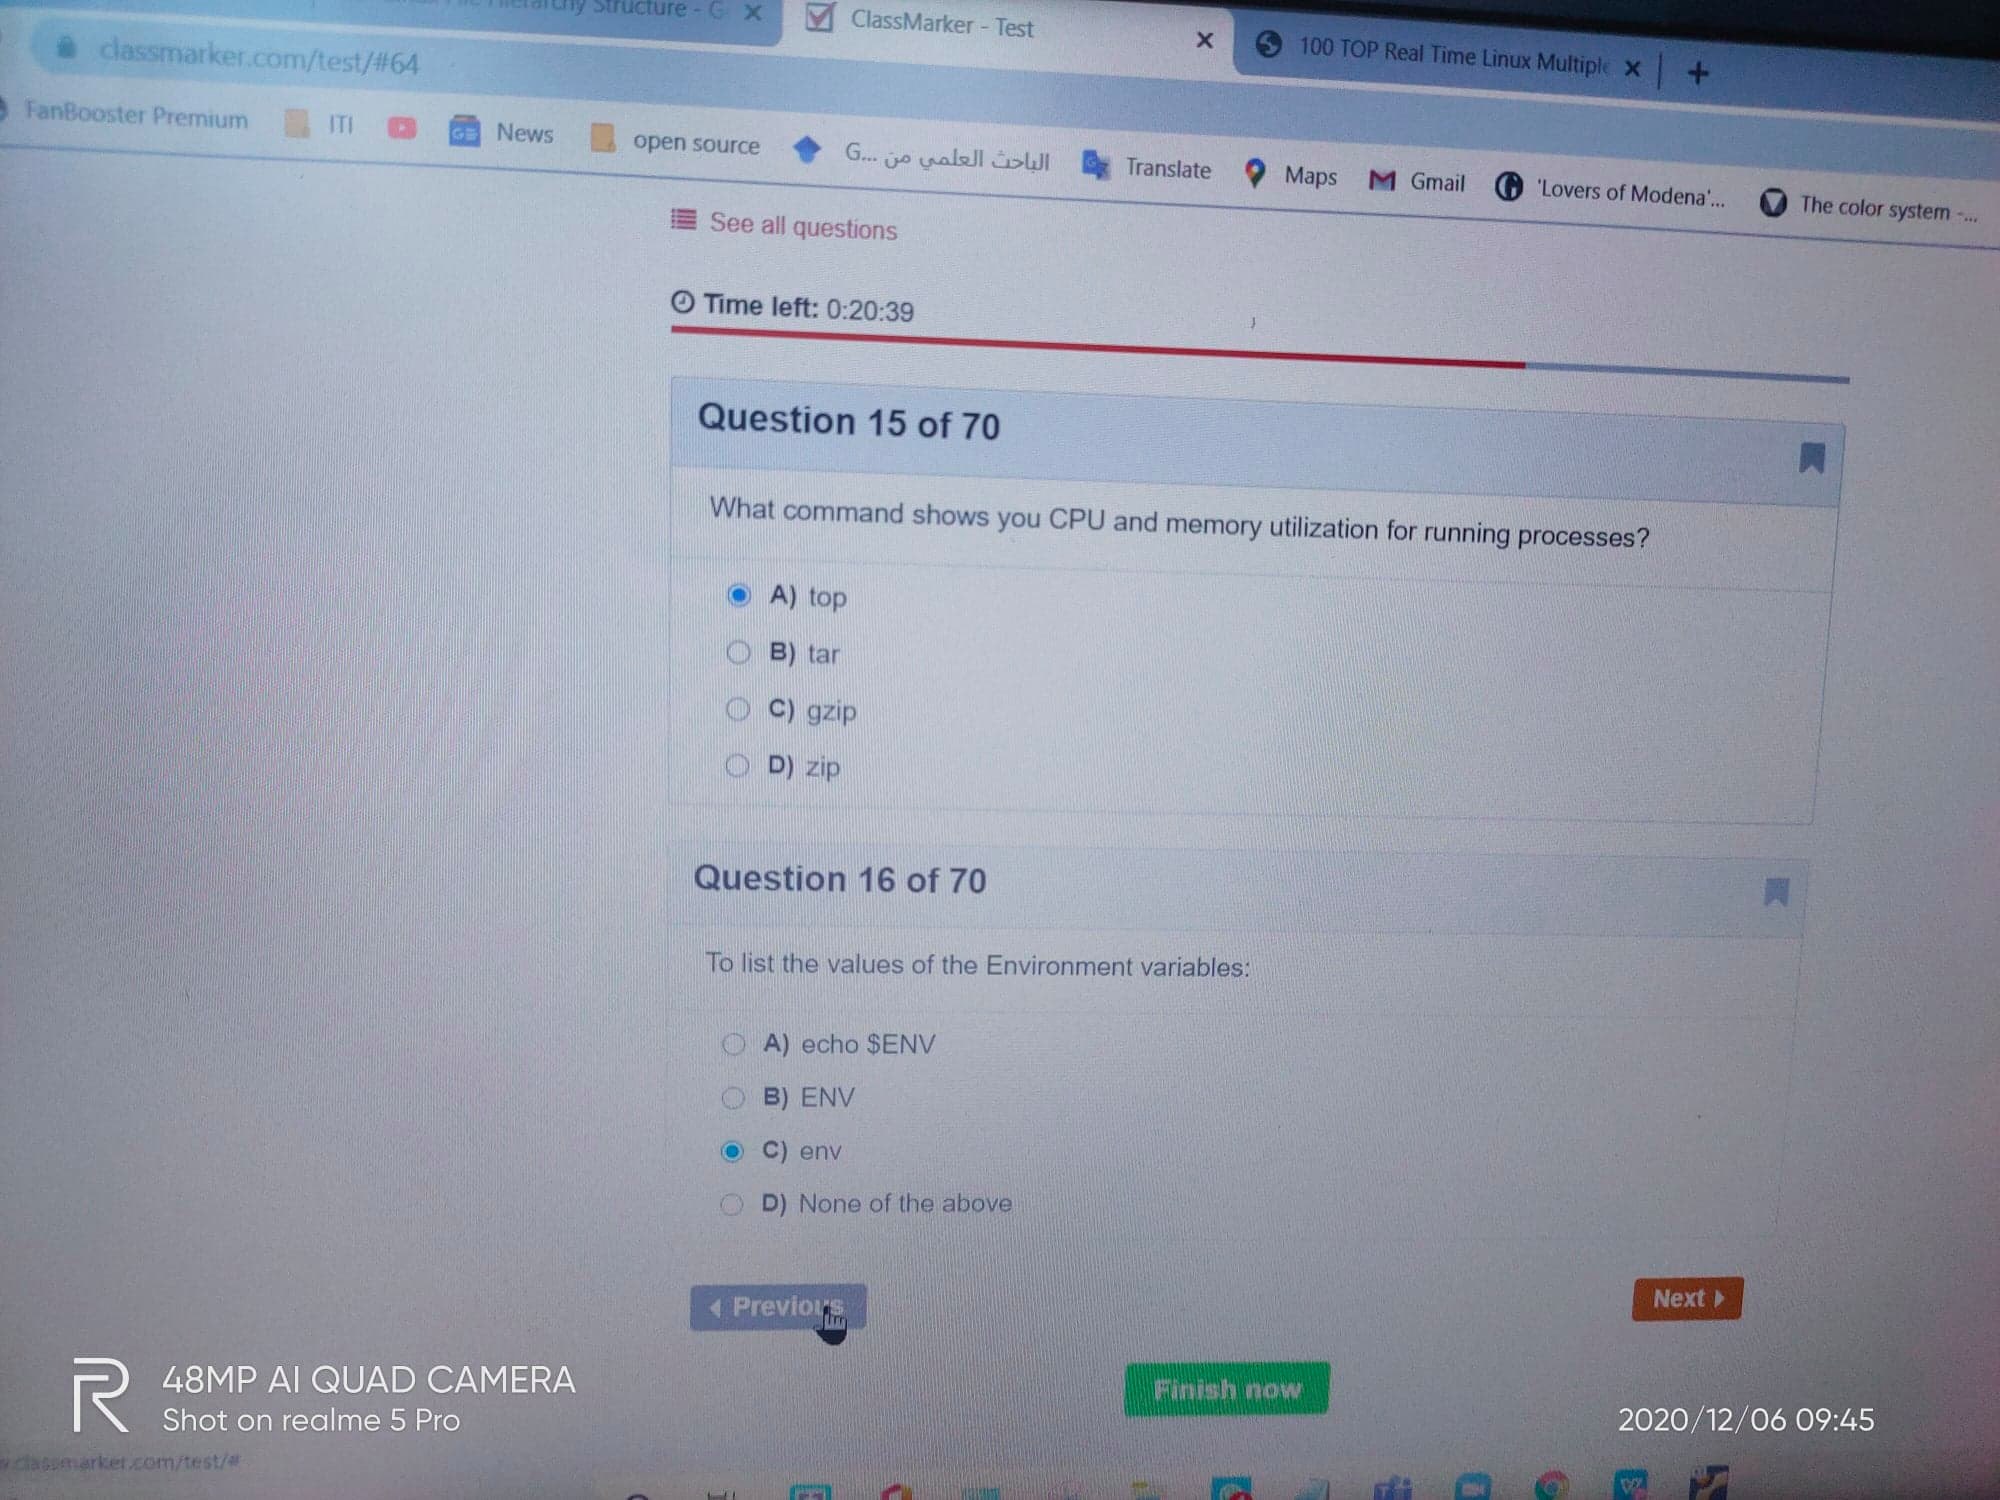 Hierarchy Structure - G
ClassMarker - Test
100 TOP Real Time Linux Multiple
classmarker.com/test/#64
FanBooster Premium
ITI
News
open source
الباحث العلمي من ...G
Translate
Maps
Gmail
'Lovers of Modena'...
The color system -...
See all questions
Time left: 0:20:39
Question 15 of 70
What command shows you CPU and memory utilization for running processes?
A) top
B) tar
C) gzip
D) zip
Question 16 of 70
To list the values of the Environment variables:
A) echo $ENV
B) ENV
C) env
D) None of the above
Previous
Next
Finish now
48MP AI QUAD CAMERA
Shot on realme 5 Pro
2020/12/06 09:45
classmarker.com/test/#